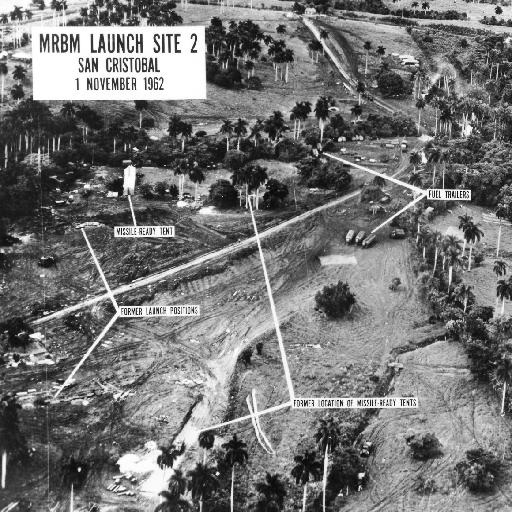 MRBM LAUNCH SITE 2
SAN CRISTOBAL
1 NOVEMBER 1962
FUEL TRAILERS
MISSILE-READY TENT
FORMER LAUNCH POSITIONS
FORMER LOCATION OF MISSILE-READY TENTS